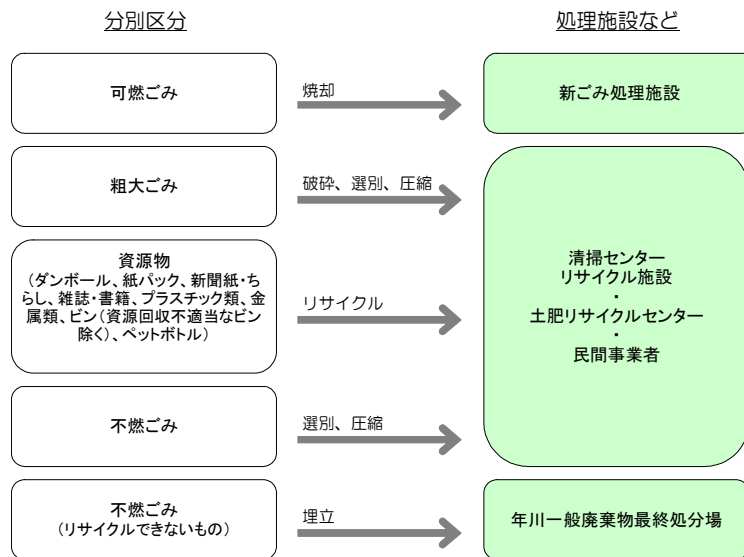 分別区分
処理施設など
可燃ごみ
焼却
新ごみ処理施設
粗大ごみ
破砕、選別、圧縮
資源物
(ダンボール、紙パック、新聞紙・ち
らし、雑誌・書籍、プラスチック類、金
属類、ビン(資源回収不適当なビン
除く)、ペットボトル)
リサイクル
清掃センター
リサイクル施設
・
土肥リサイクルセンター
・
民間事業者
不燃ごみ
選別、圧縮
不燃ごみ
(リサイクルできないもの)
埋立
年川一般廃棄物最終処分場